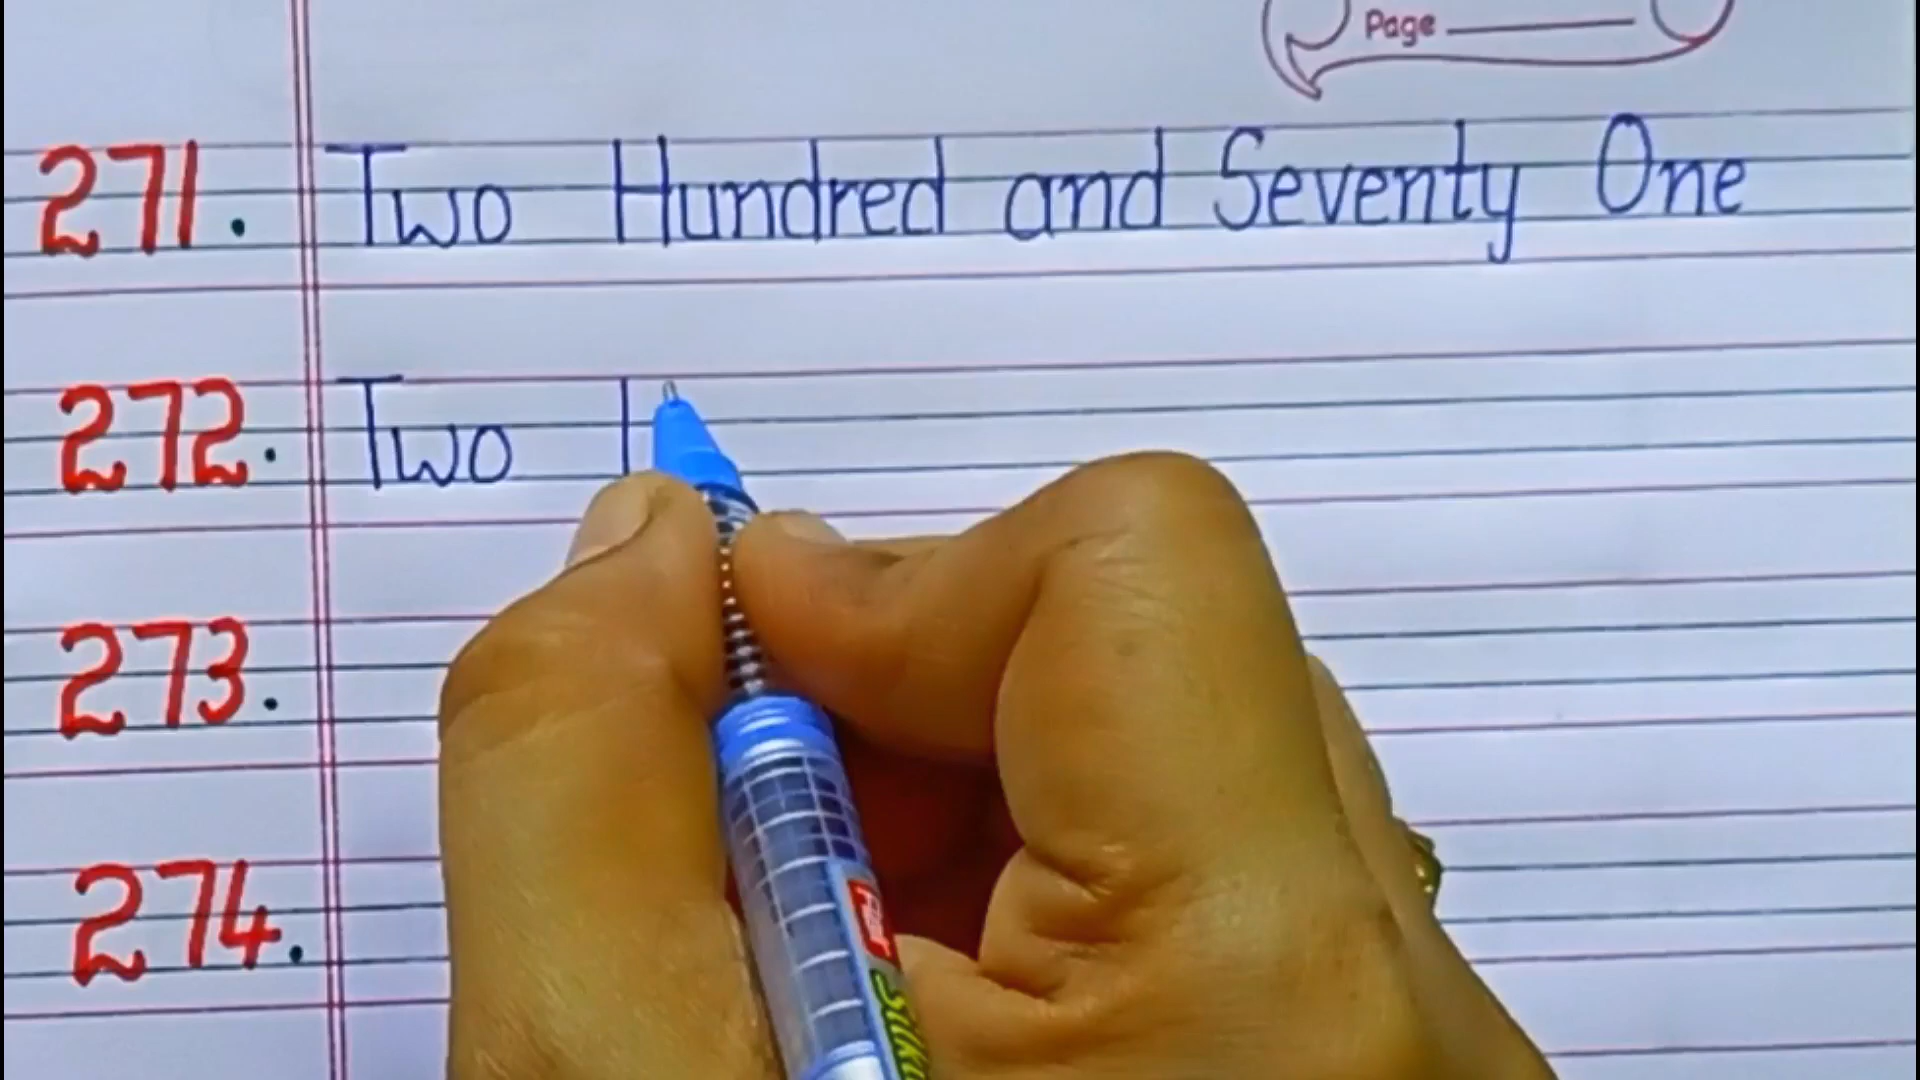 Page
271. Two Hundred and Seventy One
272. Two
273.
274.